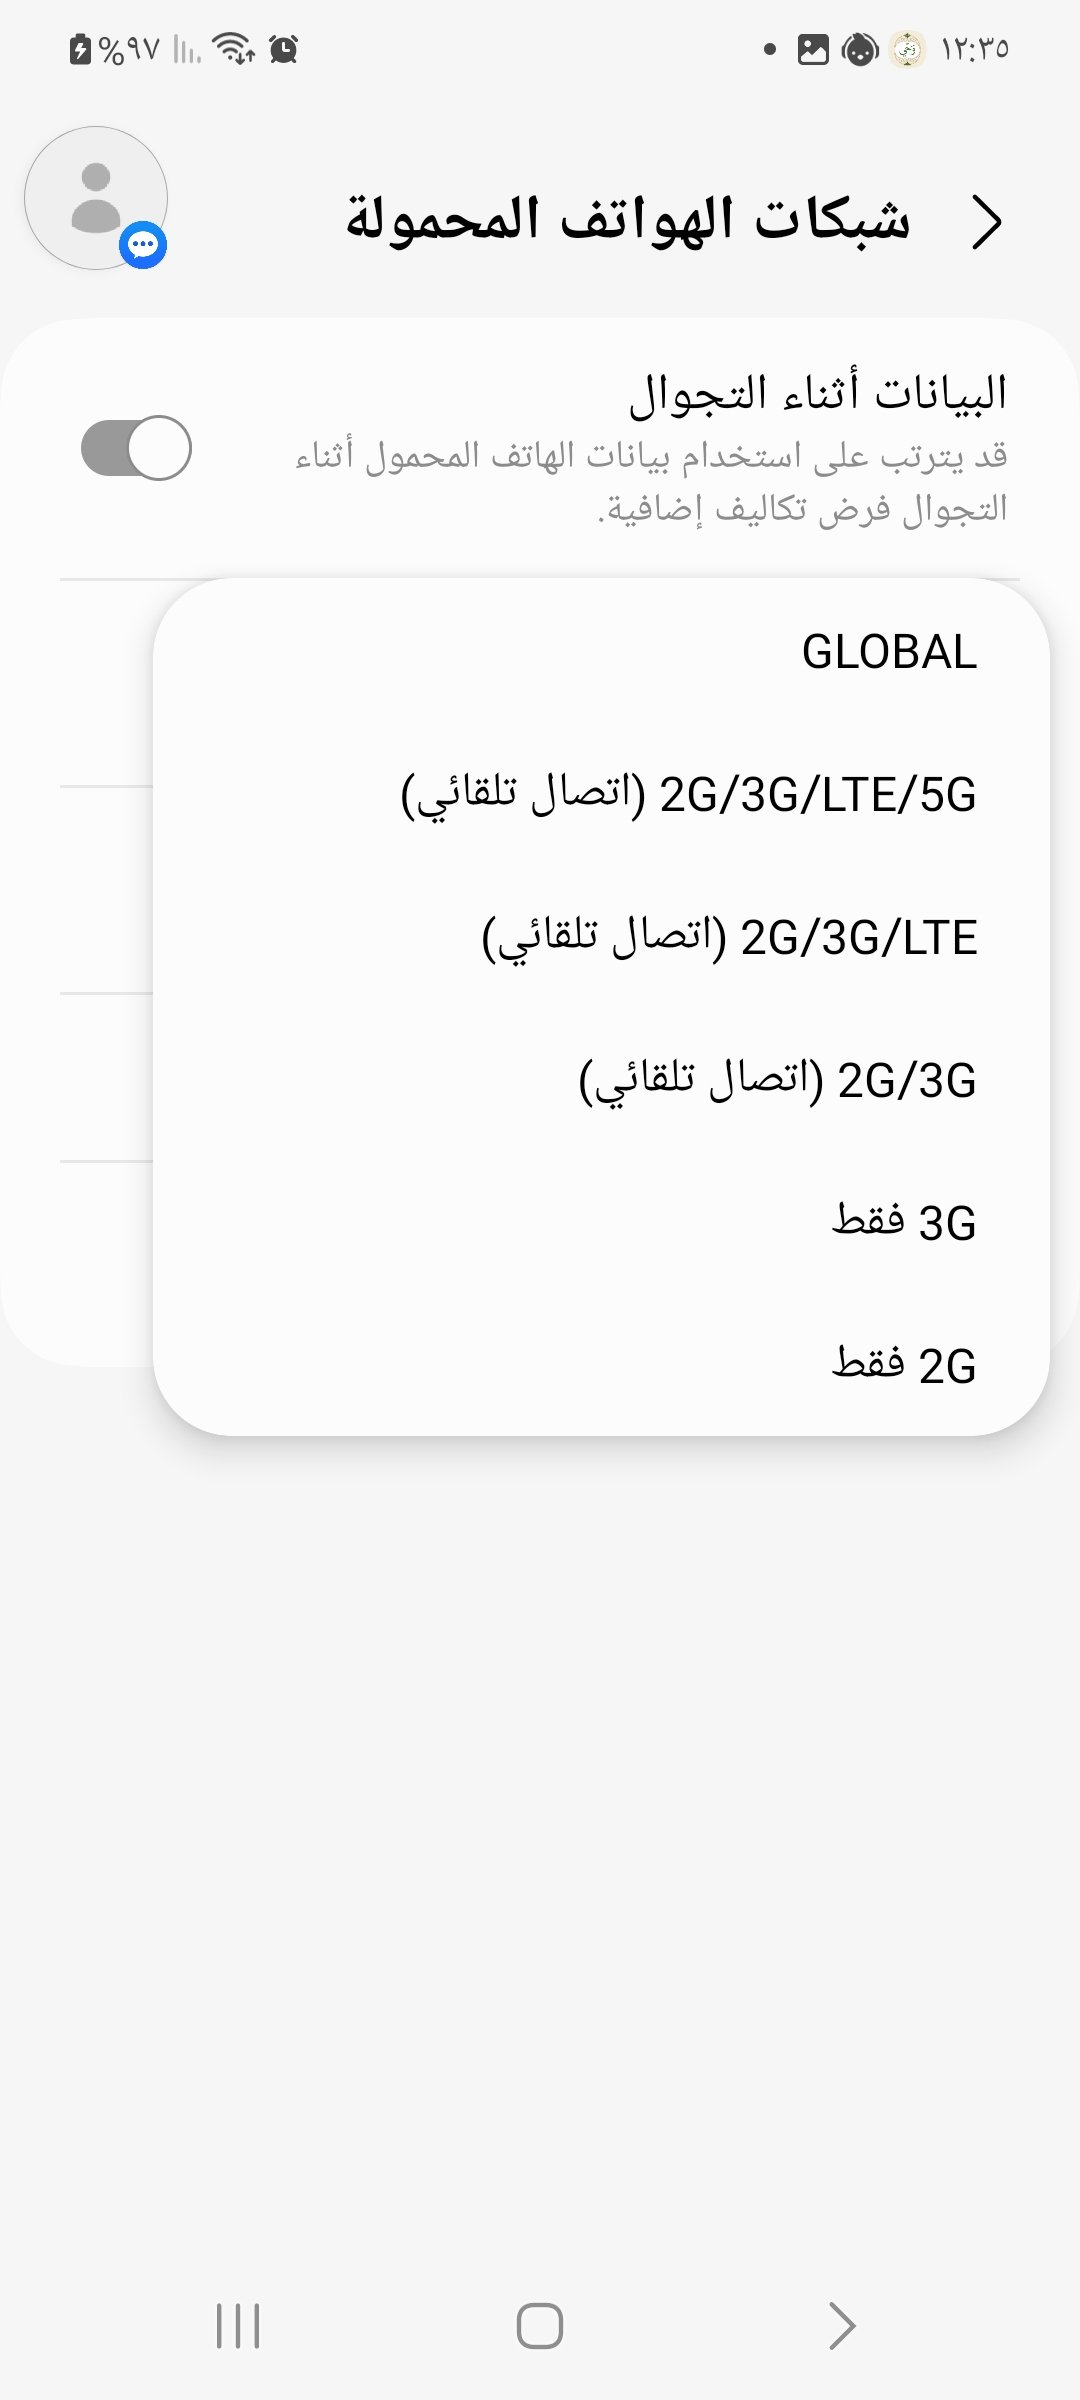 ١٢:٣٥
%٩٧
شبكات الهواتف المحمولة
البيانات أثناء التجوال
قد يترتب على استخدام بيانات الهاتف المحمول أثناء
التجوال فرض تكاليف إضافية.
GLOBAL
2G/3G/LTE/5G (اتصال تلقائي)
2G/3G/LTE (اتصال تلقائي)
2G/3G (اتصال تلقائي)
3G فقط
2G فقط